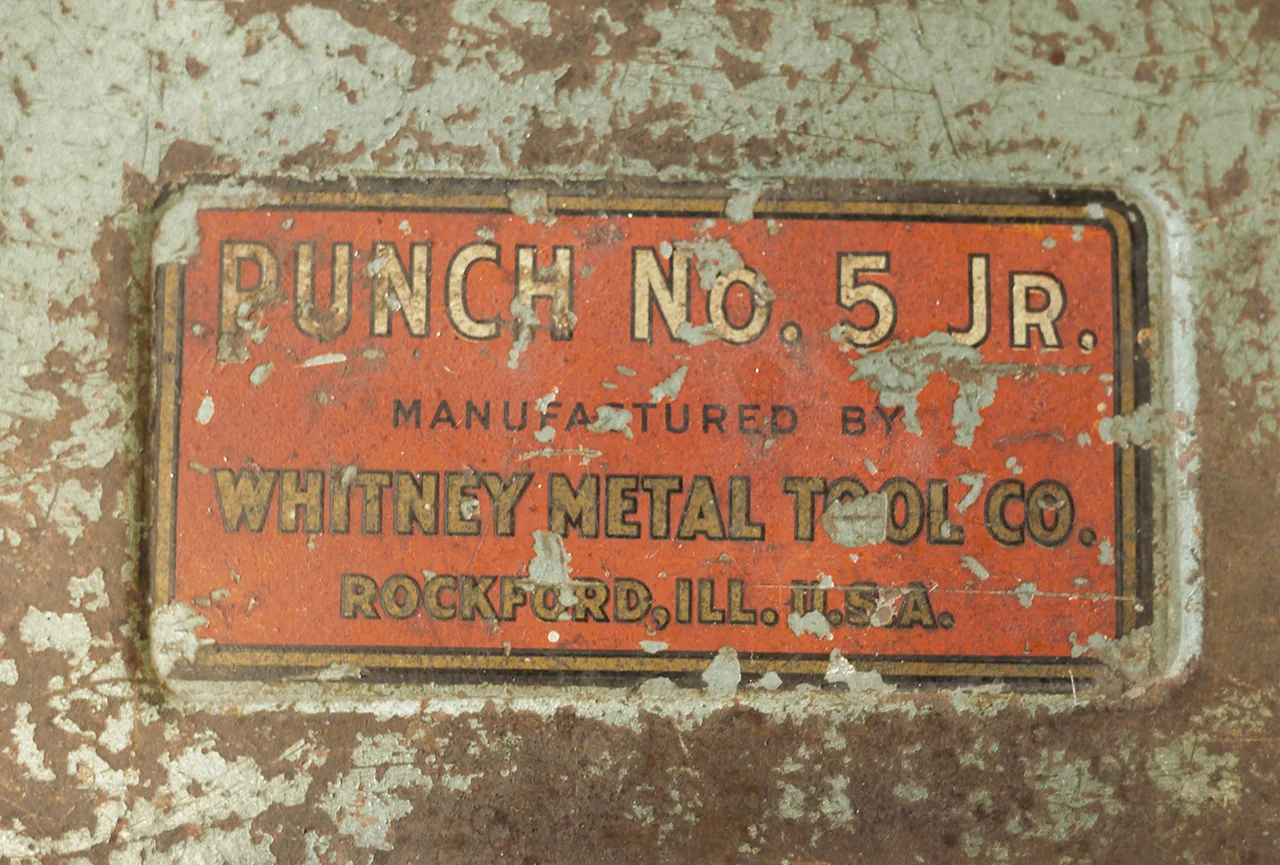 PUNCH NO. 5 JR.
MANUFACTURED BY
WHITNEY METAL TOOL CO.
ROCKFORD, ILL. U.S.A.